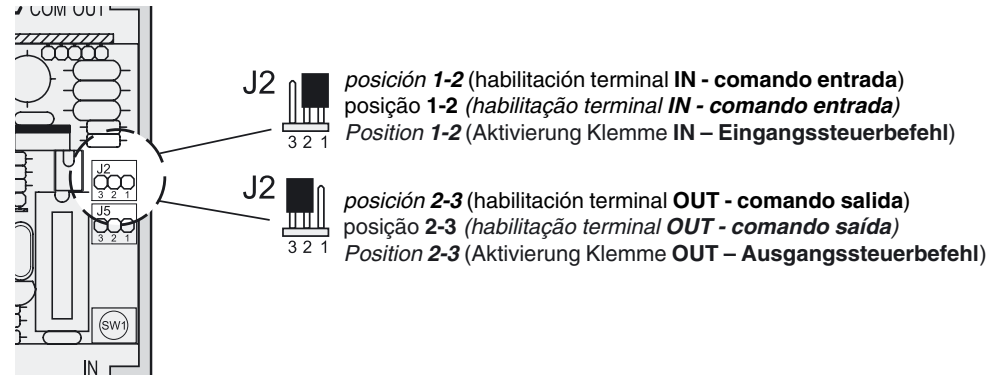 COM OUT
J2
3 2 1
posición 1-2 (habilitación terminal IN - comando entrada)
posição 1-2 (habilitação terminal IN - comando entrada)
Position 1-2 (Aktivierung Klemme IN – Eingangssteuerbefehl)
J2
3 2 1
posición 2-3 (habilitación terminal OUT - comando salida)
posição 2-3 (habilitação terminal OUT - comando saída)
Position 2-3 (Aktivierung Klemme OUT – Ausgangssteuerbefehl)
J2
3 2 1
J5
3 2 1
SW1
IN